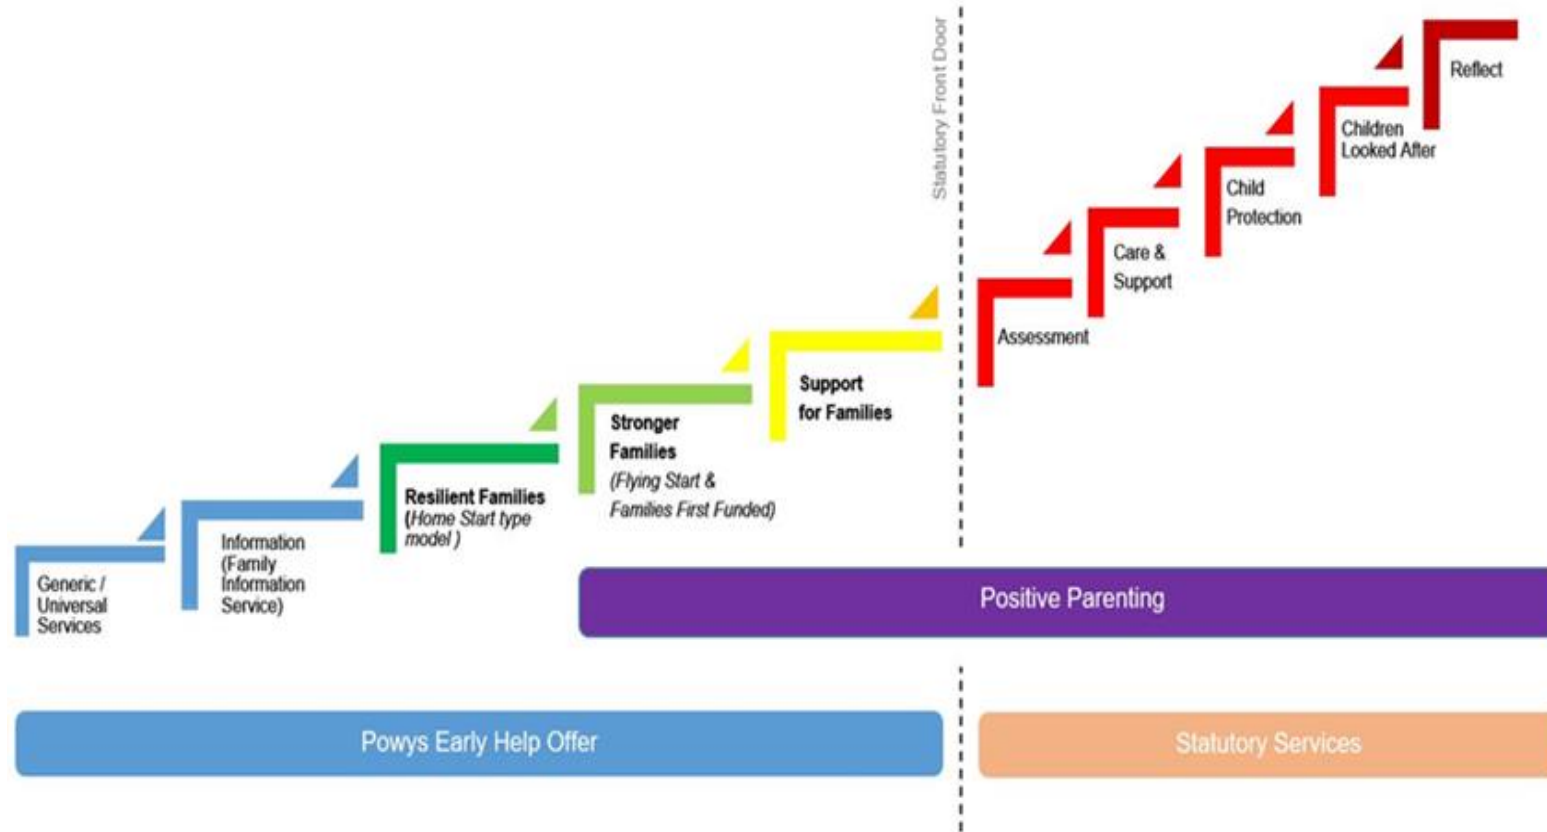 Generic /
Universal
Services
Information
(Family
Information
Service)
Resilient Families
(Home Start type
model )
Stronger
Families
(Flying Start &
Families First Funded)
Support
for Families
Statutory Front Door
Assessment
Care &
Support
Child
Protection
Children
Looked After
Reflect
Positive Parenting
Powys Early Help Offer
Statutory Services